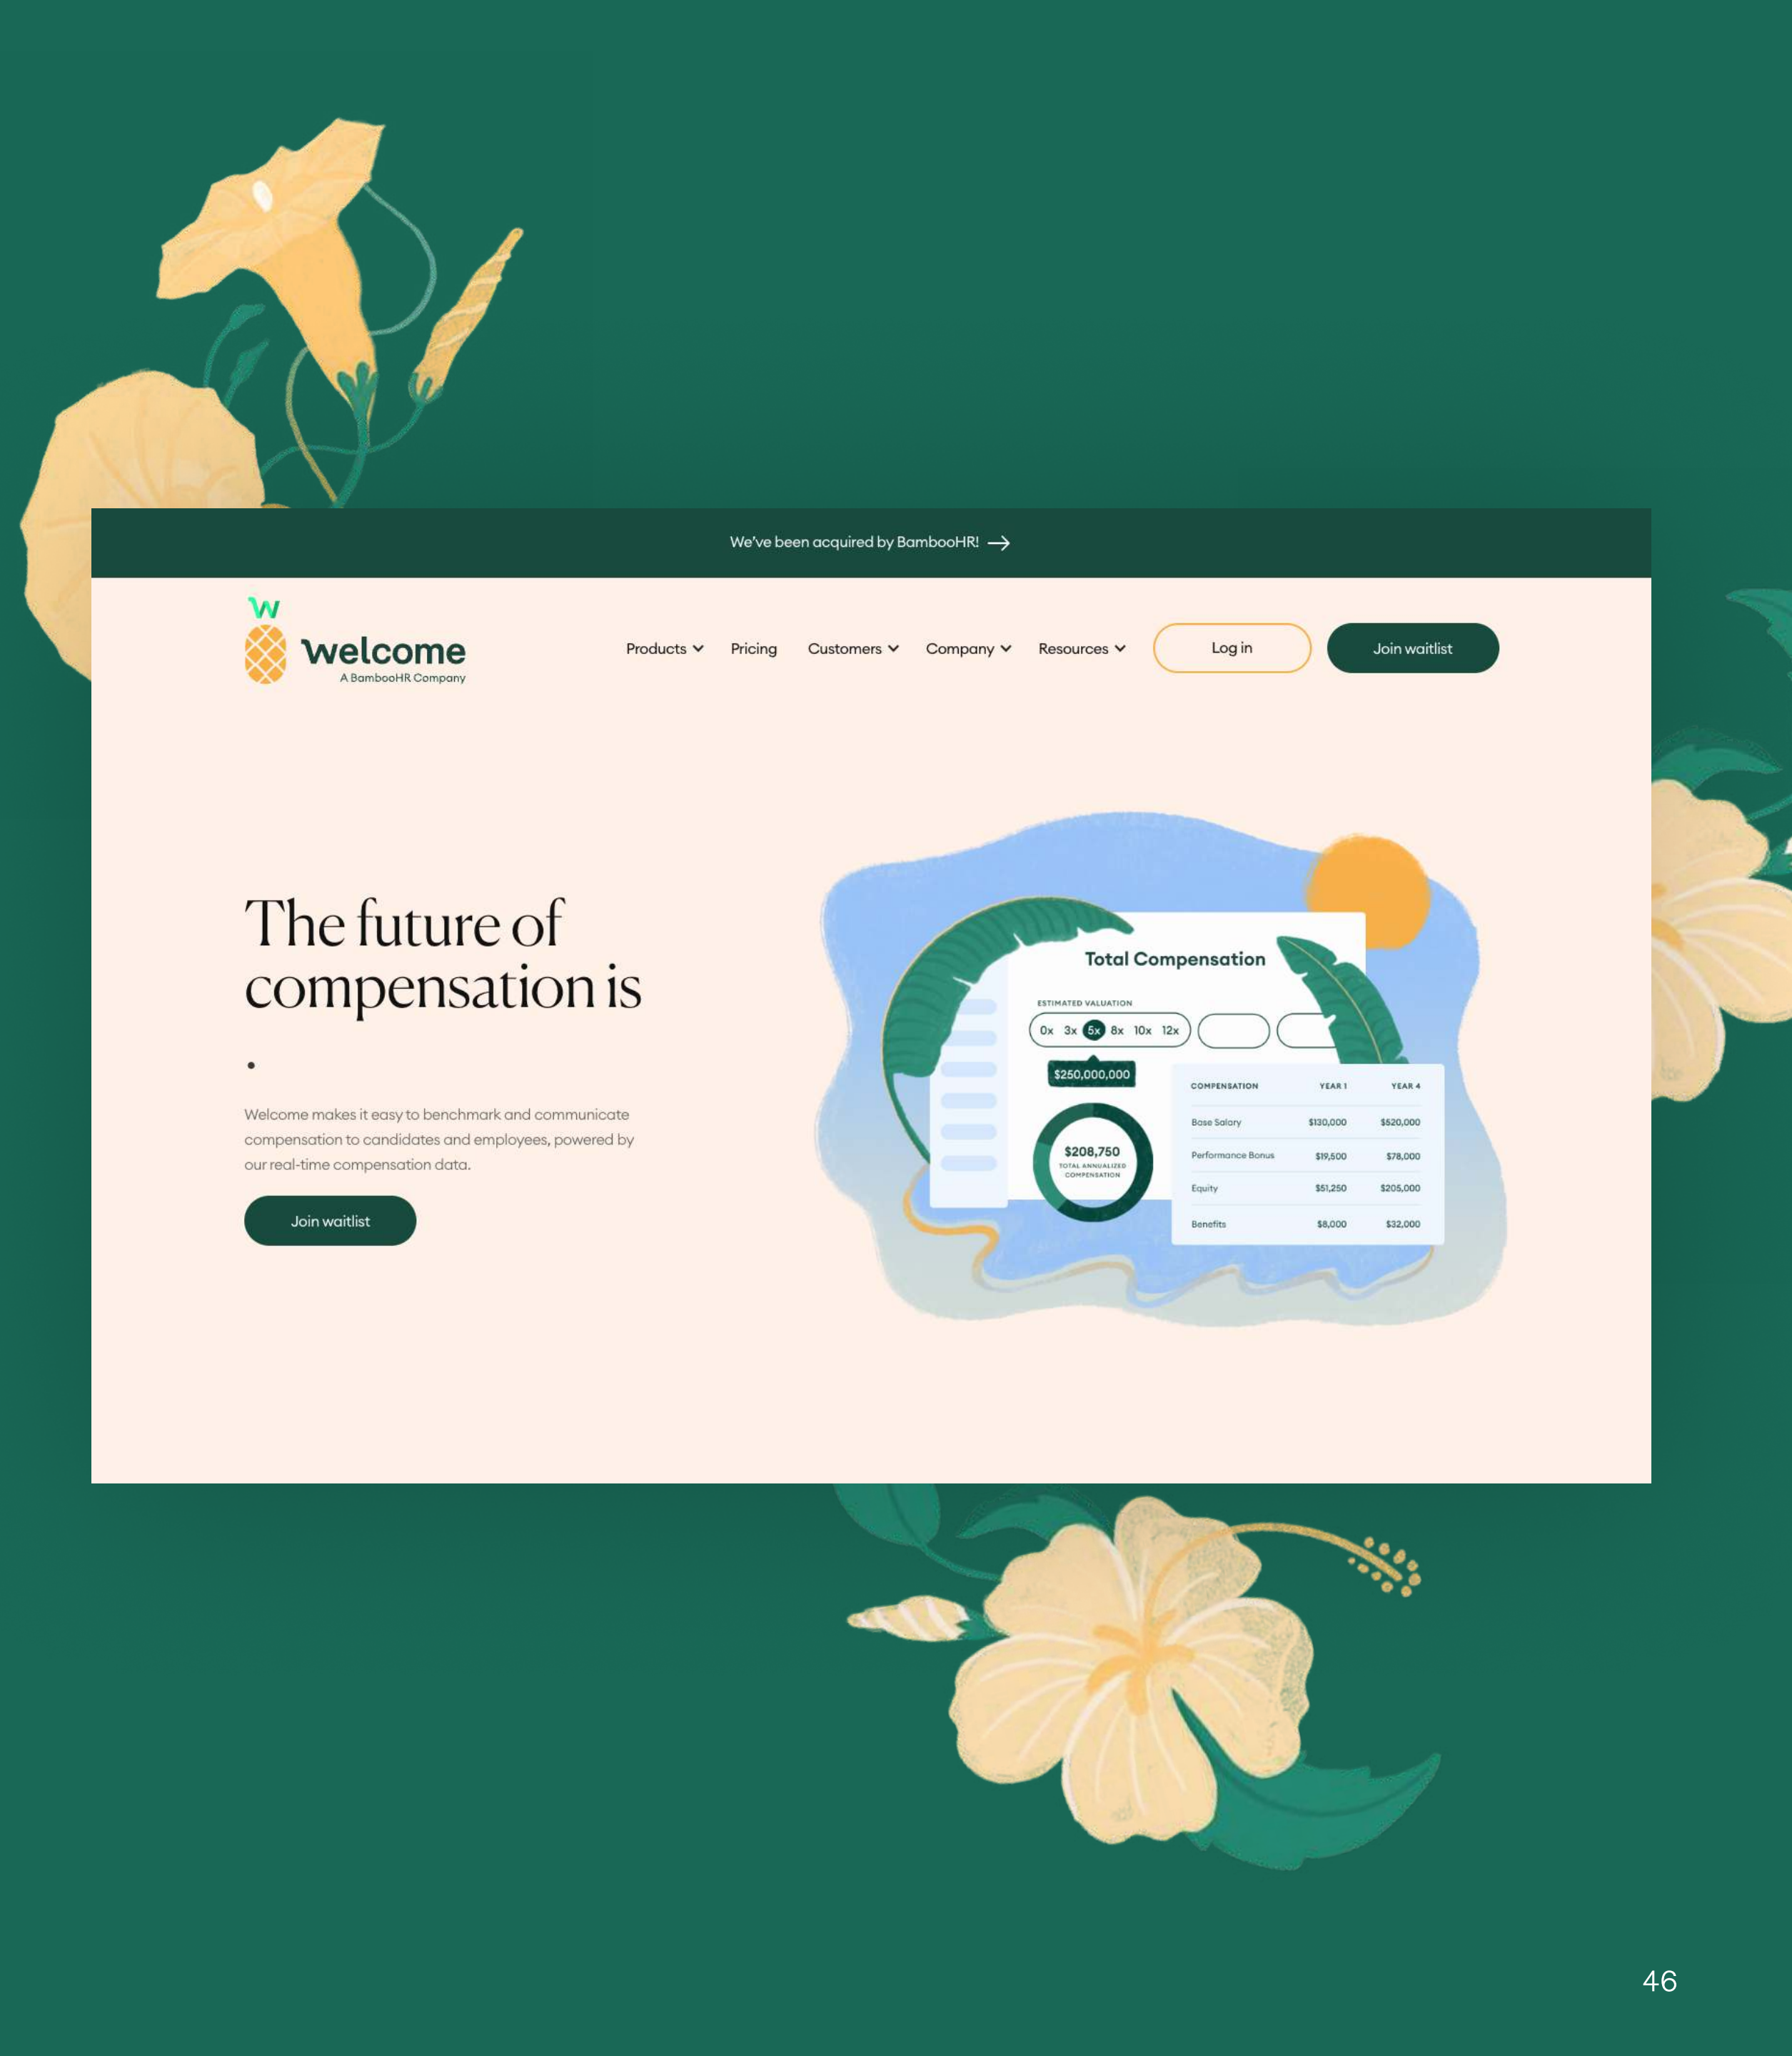 We've been acquired by BambooHR! →
W
welcome
A BambooHR Company
Products Pricing Customers Company Resources Log in Join waitlist
The future of
compensation is
.
Welcome makes it easy to benchmark and communicate
compensation to candidates and employees, powered by
our real-time compensation data.
Join waitlist
Total Compensation
ESTIMATED VALUATION
0x 3x 5x 8x 10x 12x
$250,000,000
$208,750
TOTAL ANNUALIZED
COMPENSATION
COMPENSATION YEAR 1 YEAR 4
Base Salary $130,000 $520,000
Performance Bonus $19,500 $78,000
Equity $51,250 $205,000
Benefits $8,000 $32,000
46